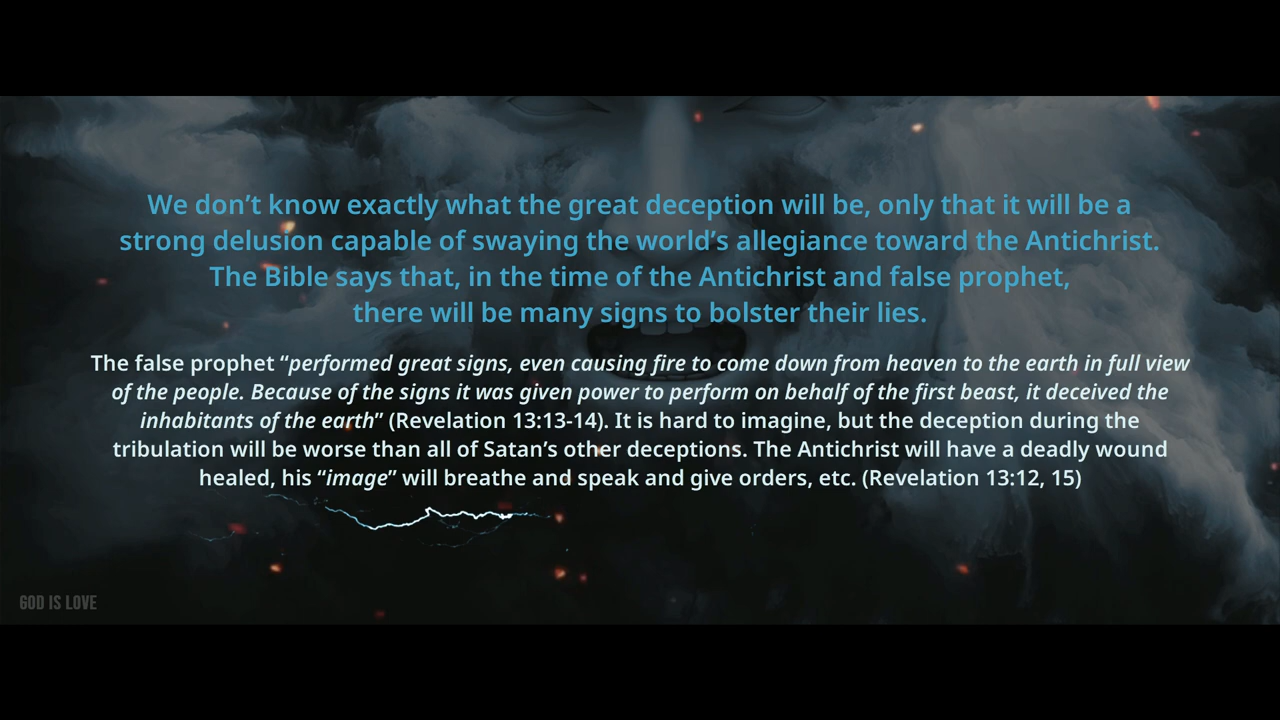 We don’t know exactly what the great deception will be, only that it will be a
strong delusion capable of swaying the world’s allegiance toward the Antichrist.
The Bible says that, in the time of the Antichrist and false prophet,
there will be many signs to bolster their lies.
The false prophet “performed great signs, even causing fire to come down from heaven to the earth in full view
of the people. Because of the signs it was given power to perform on behalf of the first beast, it deceived the
inhabitants of the earth” (Revelation 13:13-14). It is hard to imagine, but the deception during the
tribulation will be worse than all of Satan’s other deceptions. The Antichrist will have a deadly wound
healed, his “image” will breathe and speak and give orders, etc. (Revelation 13:12, 15)
GOD IS LOVE